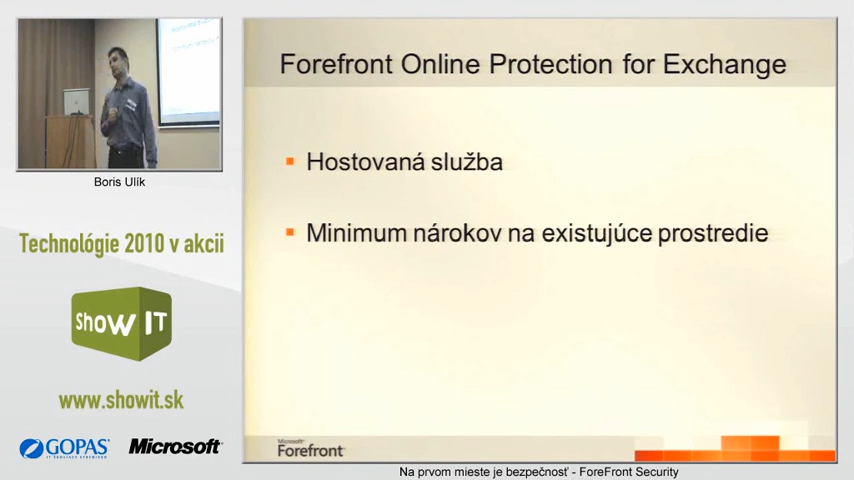 Boris Ulík
Technológie 2010 v akcii
Show IT
www.showit.sk
GOPAS
Microsoft
Forefront Online Protection for Exchange
Hostovaná služba
Minimum nárokov na existujúce prostredie
Microsoft
Forefront
Na prvom mieste je bezpečnosť - ForeFront Security